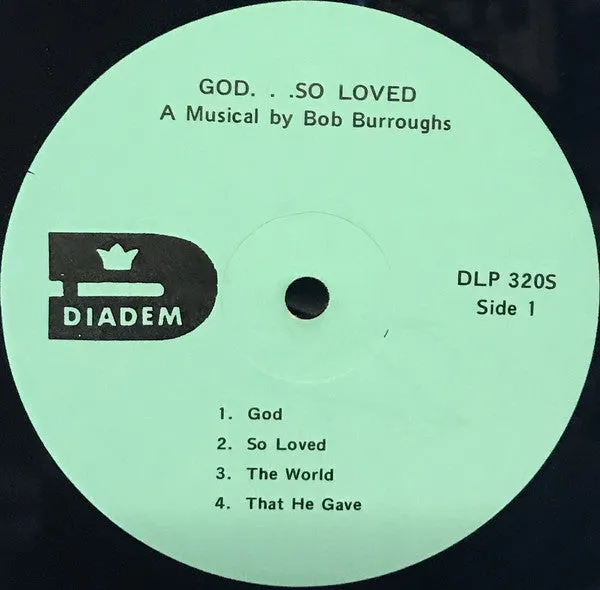 GOD. . .SO LOVED
A Musical by Bob Burroughs
DIADEM
DLP 320S
Side 1
1. God
2. So Loved
3. The World
4. That He Gave